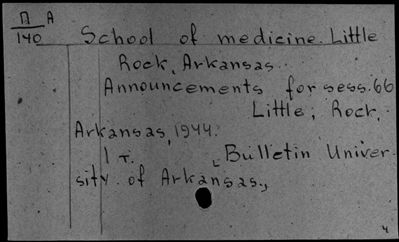 П A
140
School of medicine. Little
Rock, Arkansas.
Announcements for sess. 66
Little, Rock,
Arkansas, 1944.
1 т. [Bulletin Univer-
sity of Arkansas.,
4